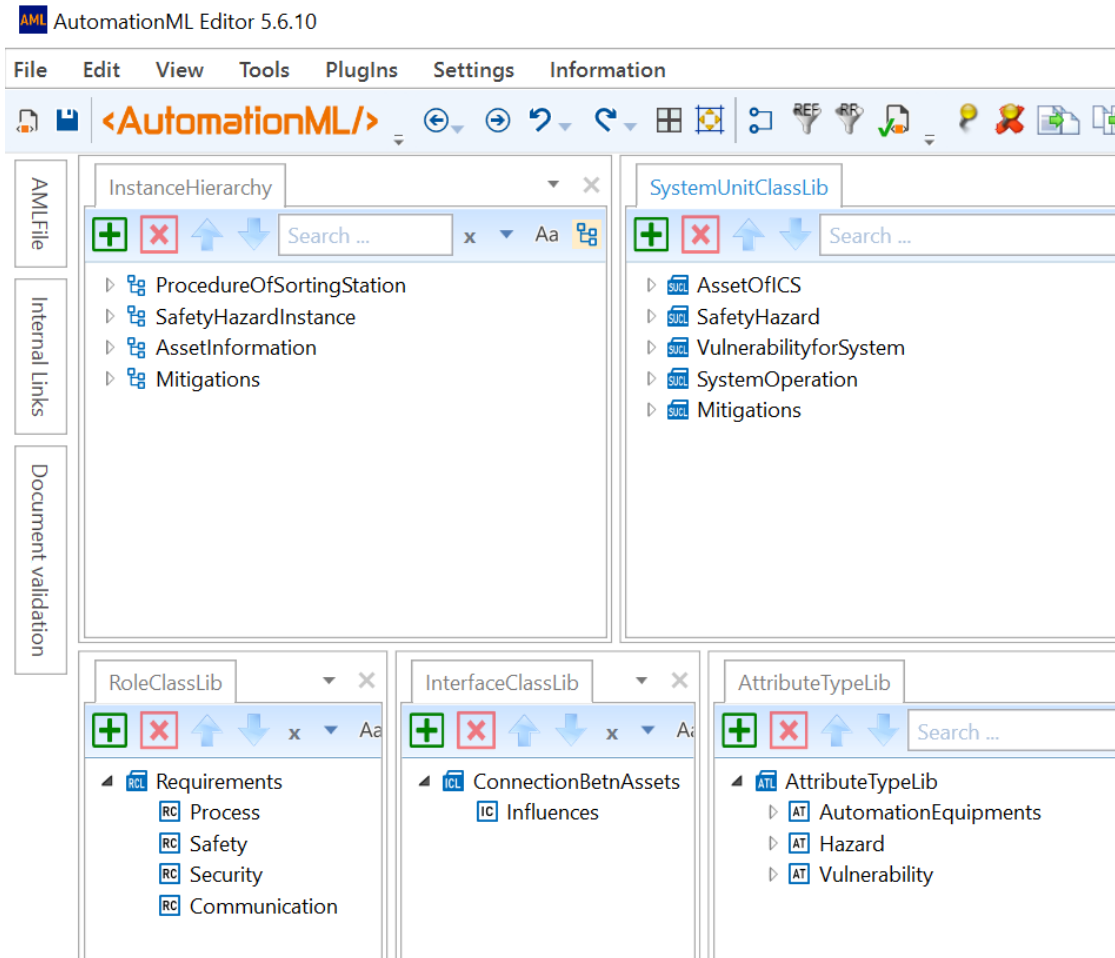 AML AutomationML Editor 5.6.10
File Edit View Tools PlugIns Settings Information
<AutomationML/> REF RR
AMLFile
Internal Links
Document validation
InstanceHierarchy
Search ... x Aa
ProcedureOfSortingStation
SafetyHazardInstance
AssetInformation
Mitigations
SystemUnitClassLib
Search ...
SUCL AssetOfICS
SUCL SafetyHazard
SUCL VulnerabilityforSystem
SUCL SystemOperation
SUCL Mitigations
RoleClassLib
x Aa
RCL Requirements
RC Process
RC Safety
RC Security
RC Communication
InterfaceClassLib
x
ICL ConnectionBetnAssets
IC Influences
AttributeTypeLib
Search ...
ATL AttributeTypeLib
AT AutomationEquipments
AT Hazard
AT Vulnerability